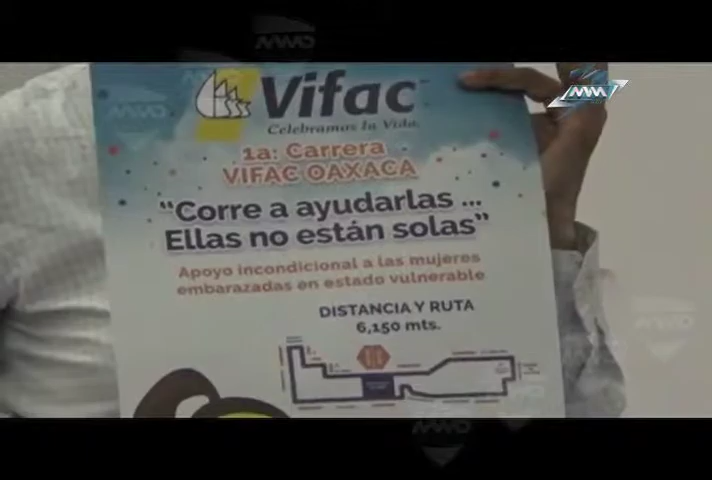 Vifac
Celebramos la Vida.
1a: Carrera
VIFAC OAXACA
"Corre a ayudarlas ...
Ellas no están solas"
Apoyo incondicional a las mujeres
embarazadas en estado vulnerable
DISTANCIA Y RUTA
6,150 mts.